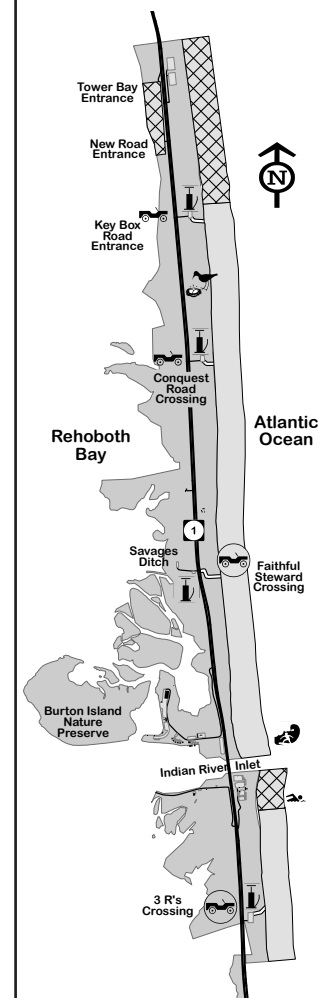 Tower Bay
Entrance
New Road
Entrance
N
Key Box
Road
Entrance
Conquest
Road
Crossing
Rehoboth
Bay
Atlantic
Ocean
1
Savages
Ditch
Faithful
Steward
Crossing
Burton Island
Nature
Preserve
Indian River Inlet
3 R's
Crossing